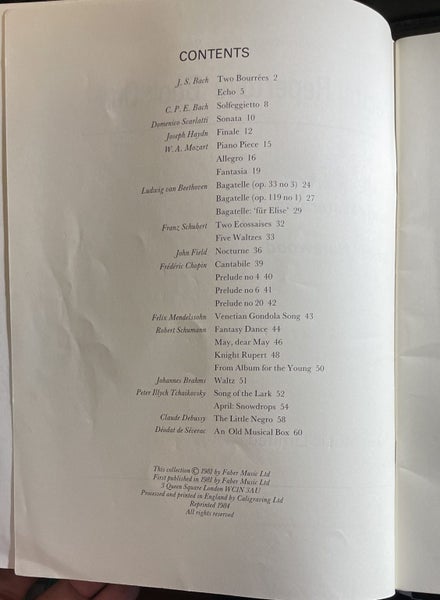 CONTENTS
J. S. Bach Two Bourrées 2
Echo 5
C. P. E. Bach Solfeggietto 8
Domenico Scarlatti Sonata 10
Joseph Haydn Finale 12
W. A. Mozart Piano Piece 15
Allegro 16
Fantasia 19
Ludwig van Beethoven Bagatelle (op. 33 no 3) 24
Bagatelle (op. 119 no 1) 27
Bagatelle: 'für Elise' 29
Franz Schubert Two Ecossaises 32
Five Waltzes 33
John Field Nocturne 36
Frédéric Chopin Cantabile 39
Prelude no 4 40
Prelude no 6 41
Prelude no 20 42
Felix Mendelssohn Venetian Gondola Song 43
Robert Schumann Fantasy Dance 44
May, dear May 46
Knight Rupert 48
From Album for the Young 50
Johannes Brahms Waltz 51
Peter Illych Tchaikovsky Song of the Lark 52
April: Snowdrops 54
Claude Debussy The Little Negro 58
Déodat de Séverac An Old Musical Box 60
This collection © 1981 by Faber Music Ltd
First published in 1981 by Faber Music Ltd
3 Queen Square London WC1N 3AU
Processed and printed in England by Caligraving Ltd
Reprinted 1984
All rights reserved